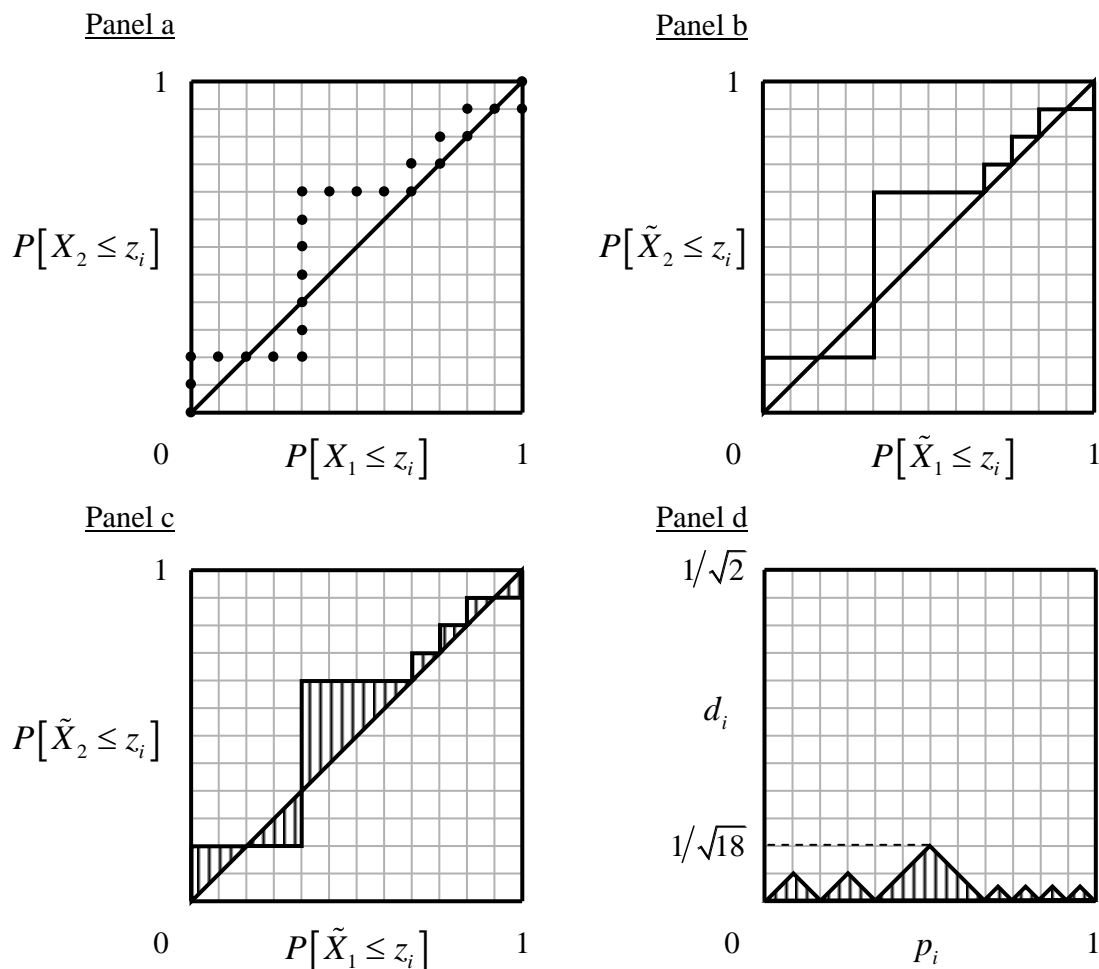 Panel a
1
P[X₁ ≤ zᵢ]
P[X₂ ≤ zᵢ]
0
1
Panel b
1
P[X̃₂ ≤ zᵢ]
0
P[X̃₁ ≤ zᵢ]
1
Panel c
1
P[X̃₂ ≤ zᵢ]
0
P[X̃₁ ≤ zᵢ]
1
Panel d
1/√2
dᵢ
1/√18
0
pᵢ
1